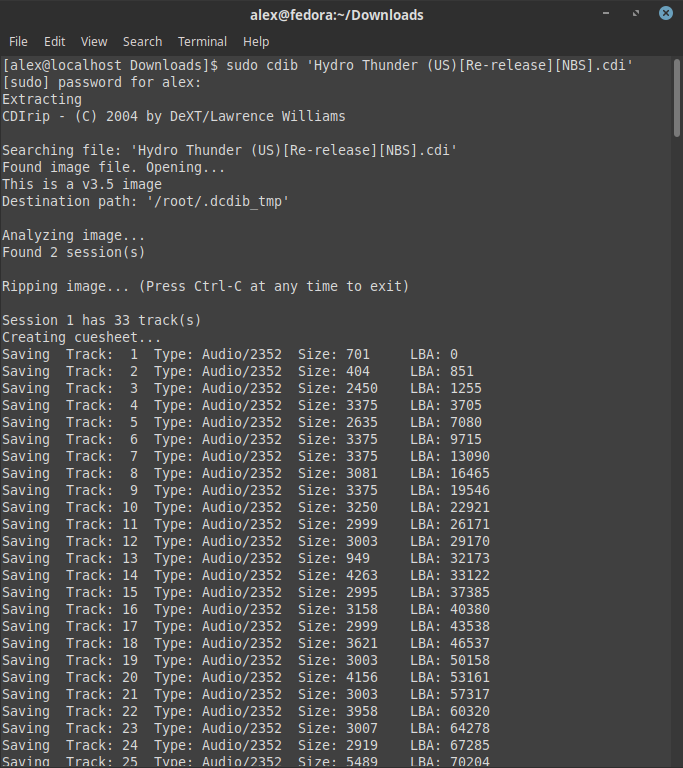 alex@fedora:~/Downloads
File Edit View Search Terminal Help
[alex@localhost Downloads]$ sudo cdib 'Hydro Thunder (US)[Re-release][NBS].cdi'
[sudo] password for alex:
Extracting
CDIrip - (C) 2004 by DeXT/Lawrence Williams
Searching file: 'Hydro Thunder (US)[Re-release][NBS].cdi'
Found image file. Opening...
This is a v3.5 image
Destination path: '/root/.dcdib_tmp'
Analyzing image...
Found 2 session(s)
Ripping image... (Press Ctrl-C at any time to exit)
Session 1 has 33 track(s)
Creating cuesheet...
Saving  Track:  1  Type: Audio/2352  Size: 701     LBA: 0
Saving  Track:  2  Type: Audio/2352  Size: 404     LBA: 851
Saving  Track:  3  Type: Audio/2352  Size: 2450    LBA: 1255
Saving  Track:  4  Type: Audio/2352  Size: 3375    LBA: 3705
Saving  Track:  5  Type: Audio/2352  Size: 2635    LBA: 7080
Saving  Track:  6  Type: Audio/2352  Size: 3375    LBA: 9715
Saving  Track:  7  Type: Audio/2352  Size: 3375    LBA: 13090
Saving  Track:  8  Type: Audio/2352  Size: 3081    LBA: 16465
Saving  Track:  9  Type: Audio/2352  Size: 3375    LBA: 19546
Saving  Track: 10  Type: Audio/2352  Size: 3250    LBA: 22921
Saving  Track: 11  Type: Audio/2352  Size: 2999    LBA: 26171
Saving  Track: 12  Type: Audio/2352  Size: 3003    LBA: 29170
Saving  Track: 13  Type: Audio/2352  Size: 949     LBA: 32173
Saving  Track: 14  Type: Audio/2352  Size: 4263    LBA: 33122
Saving  Track: 15  Type: Audio/2352  Size: 2995    LBA: 37385
Saving  Track: 16  Type: Audio/2352  Size: 3158    LBA: 40380
Saving  Track: 17  Type: Audio/2352  Size: 2999    LBA: 43538
Saving  Track: 18  Type: Audio/2352  Size: 3621    LBA: 46537
Saving  Track: 19  Type: Audio/2352  Size: 3003    LBA: 50158
Saving  Track: 20  Type: Audio/2352  Size: 4156    LBA: 53161
Saving  Track: 21  Type: Audio/2352  Size: 3003    LBA: 57317
Saving  Track: 22  Type: Audio/2352  Size: 3958    LBA: 60320
Saving  Track: 23  Type: Audio/2352  Size: 3007    LBA: 64278
Saving  Track: 24  Type: Audio/2352  Size: 2919    LBA: 67285
Saving  Track: 25  Type: Audio/2352  Size: 5489    LBA: 70204